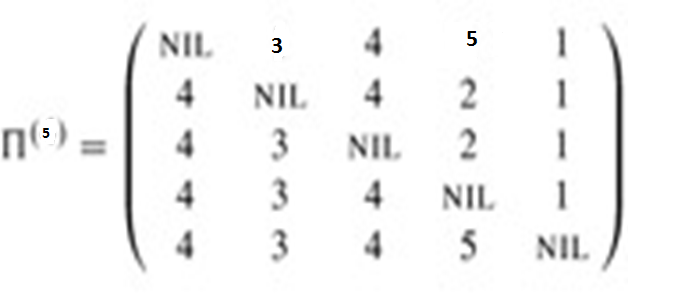 NIL 3 4 5 1
4 NIL 4 2 1
Π(5) = 4 3 NIL 2 1
4 3 4 NIL 1
4 3 4 5 NIL